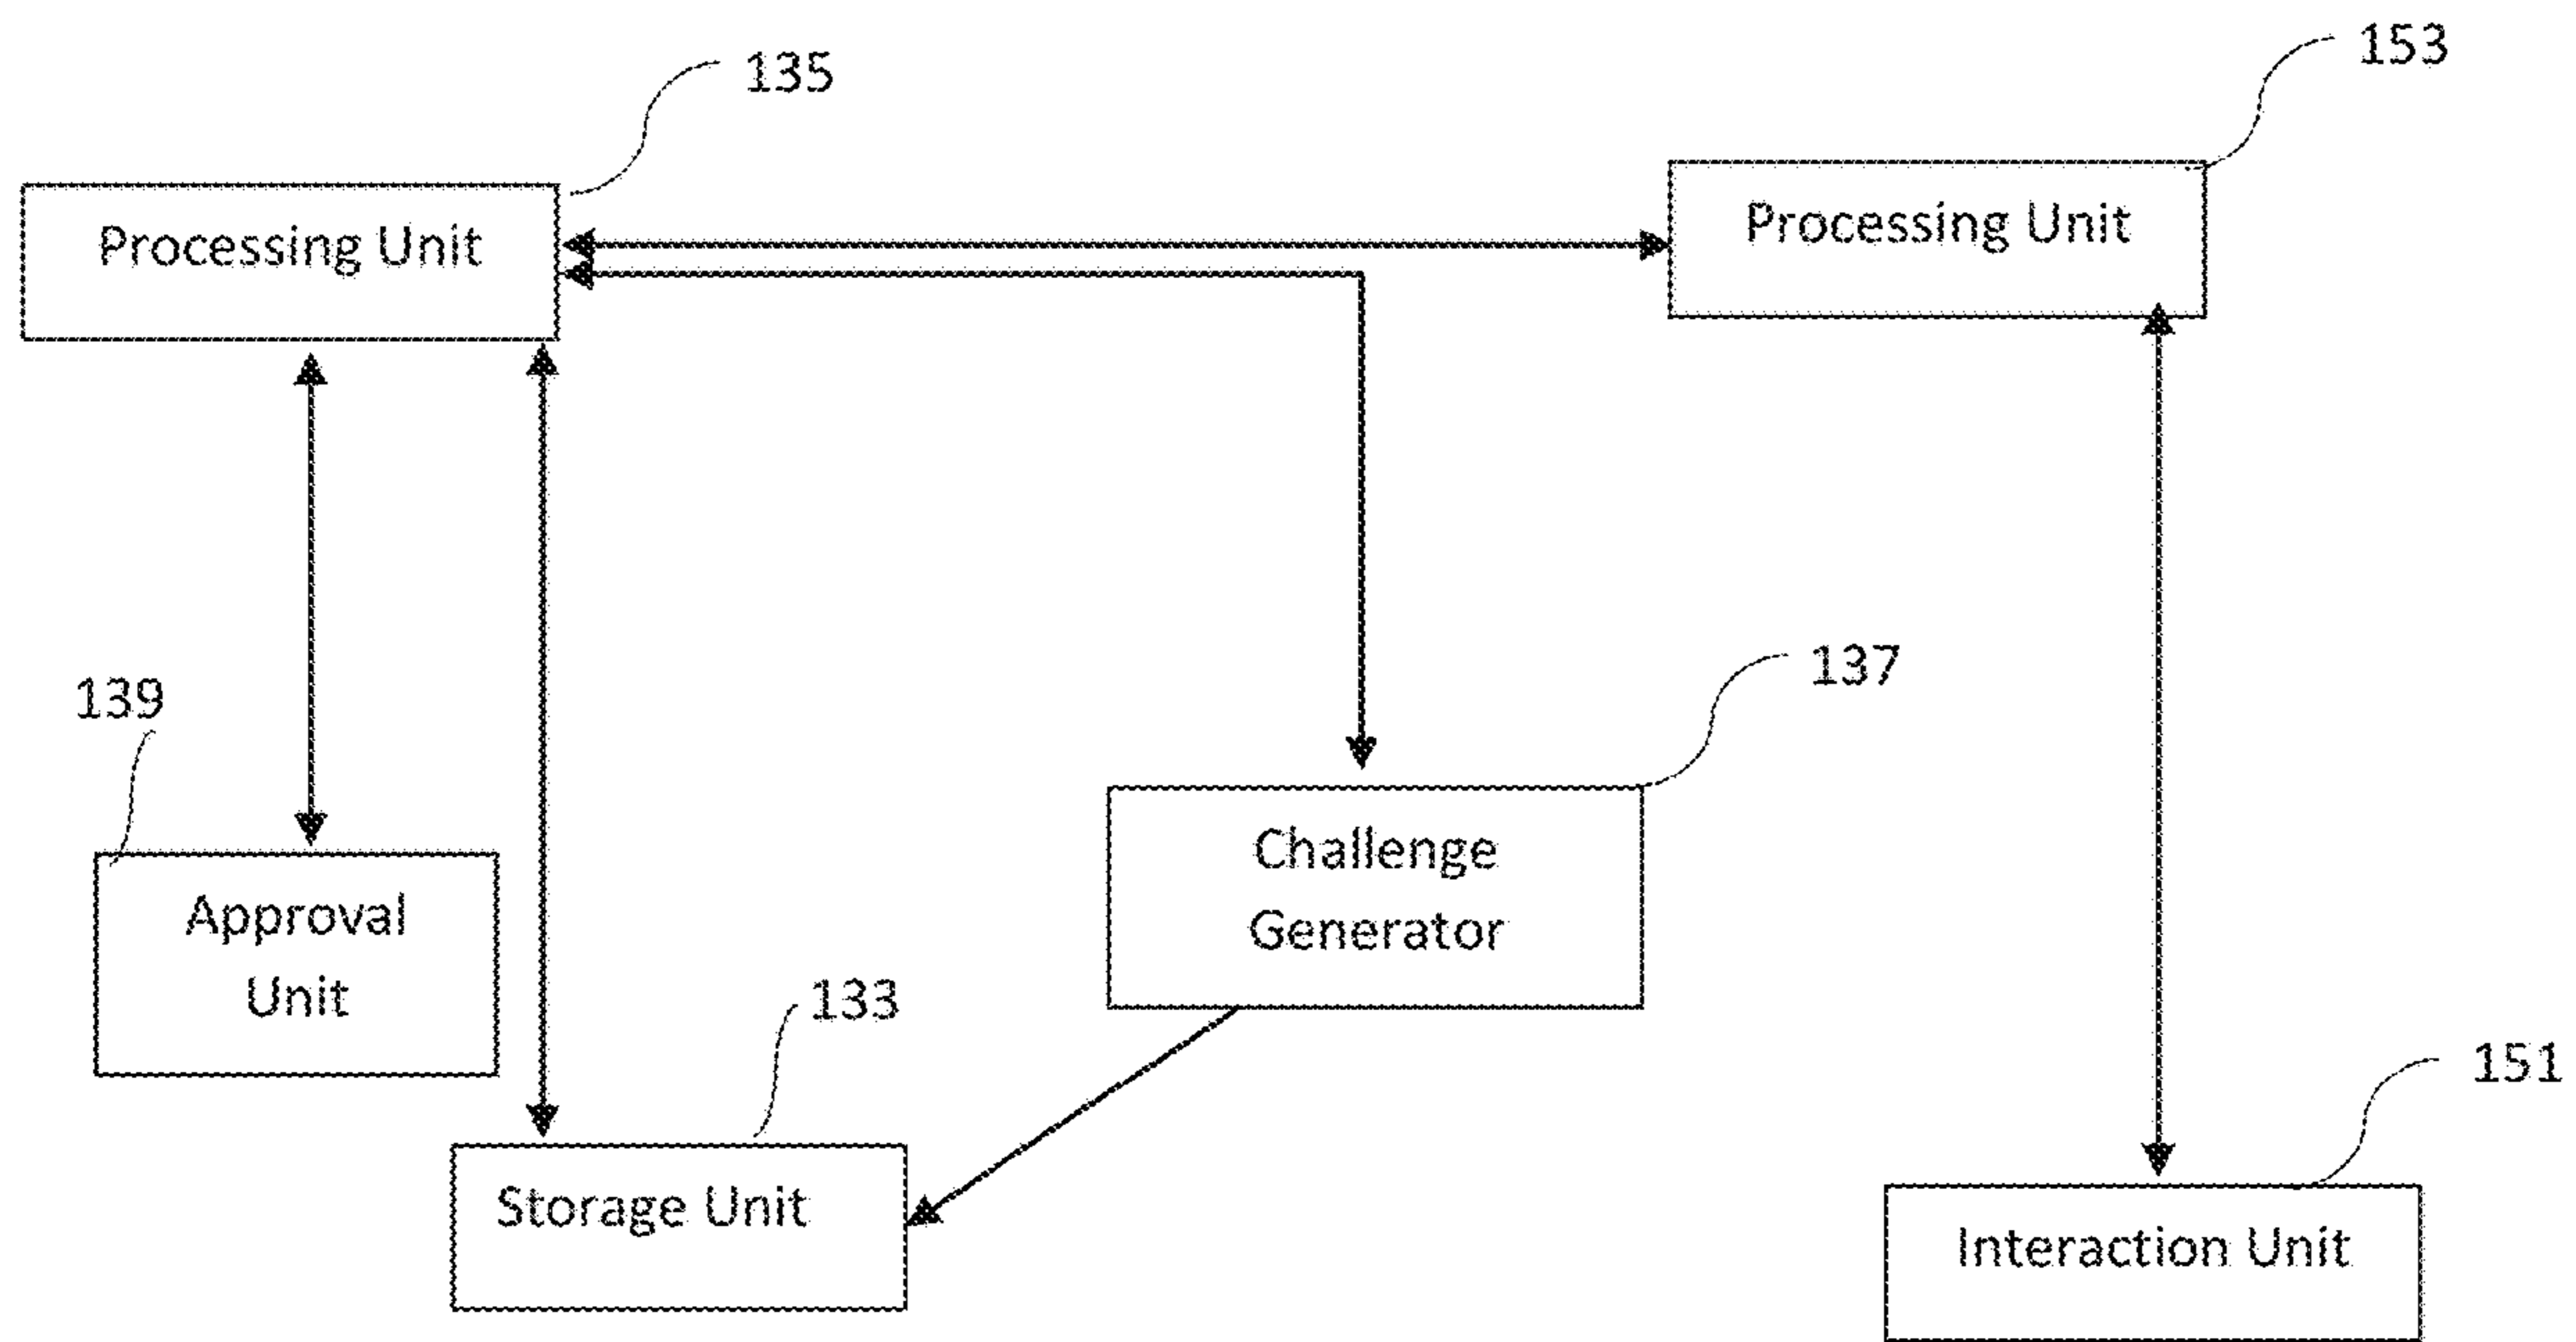 135
153
Processing Unit
Processing Unit
137
139
Challenge
Generator
Approval
Unit
133
151
Storage Unit
Interaction Unit